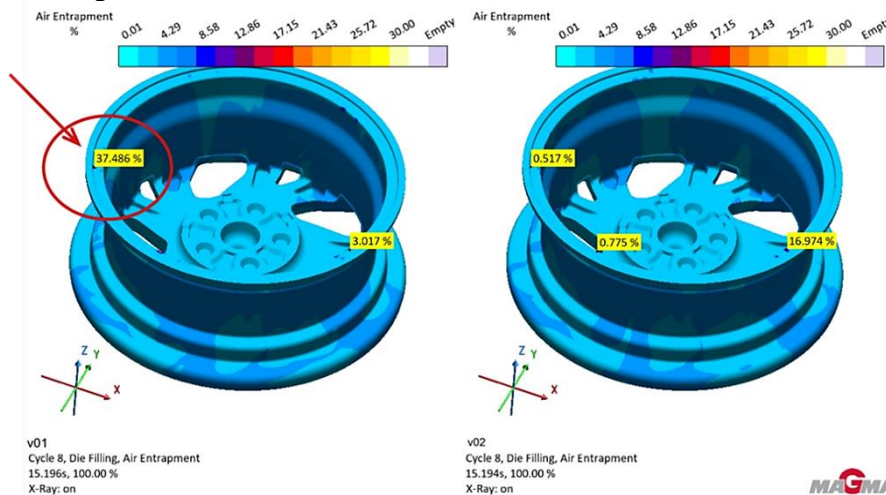 Air Entrapment
%
0.01 4.29 8.58 12.86 17.15 21.43 25.72 30.00 Empty
37.486 %
3.017 %
Z Y
X
v01
Cycle 8, Die Filling, Air Entrapment
15.196s, 100.00 %
X-Ray: on
Air Entrapment
%
0.01 4.29 8.58 12.86 17.15 21.43 25.72 30.00 Empty
0.517 %
0.775 %
16.974 %
Z Y
X
v02
Cycle 8, Die Filling, Air Entrapment
15.194s, 100.00 %
X-Ray: on
MAGMA